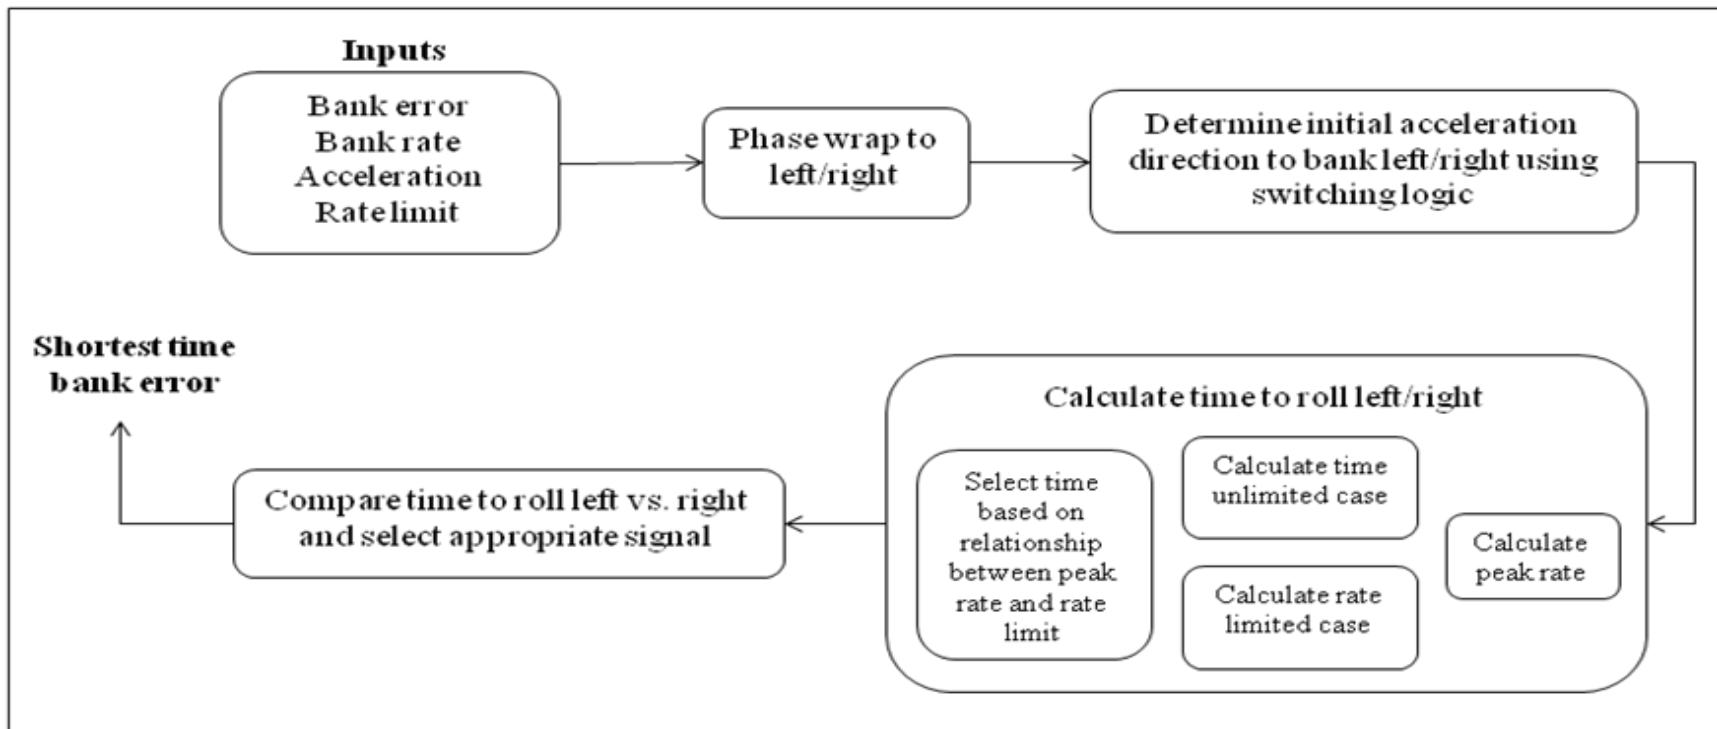 Inputs
Bank error
Bank rate
Acceleration
Rate limit
Phase wrap to
left/right
Determine initial acceleration
direction to bank left/right using
switching logic
Calculate time to roll left/right
Calculate
peak rate
Calculate time
unlimited case
Calculate rate
limited case
Select time
based on
relationship
between peak
rate and rate
limit
Compare time to roll left vs. right
and select appropriate signal
Shortest time
bank error